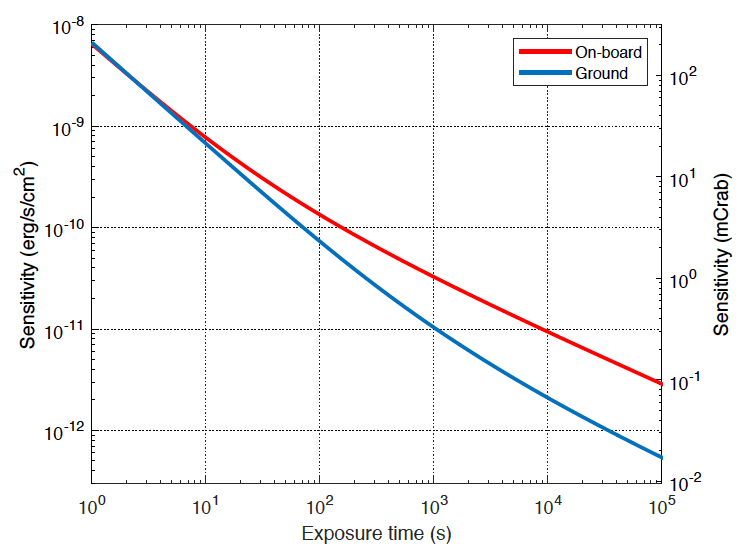 10^-8
10^-9
10^-10
10^-11
10^-12
Sensitivity (erg/s/cm^2)
On-board
Ground
10^2
10^1
10^0
10^-1
10^-2
Sensitivity (mCrab)
10^0 10^1 10^2 10^3 10^4 10^5
Exposure time (s)